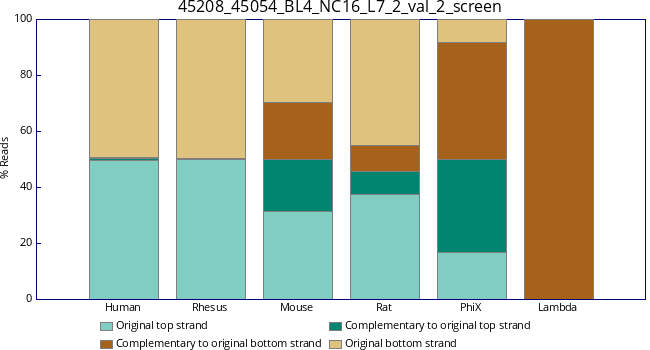 45208_45054_BL4_NC16_L7_2_val_2_screen
100
80
60
40
20
0
% Reads
Human Rhesus Mouse Rat PhiX Lambda
Original top strand Complementary to original top strand
Complementary to original bottom strand Original bottom strand